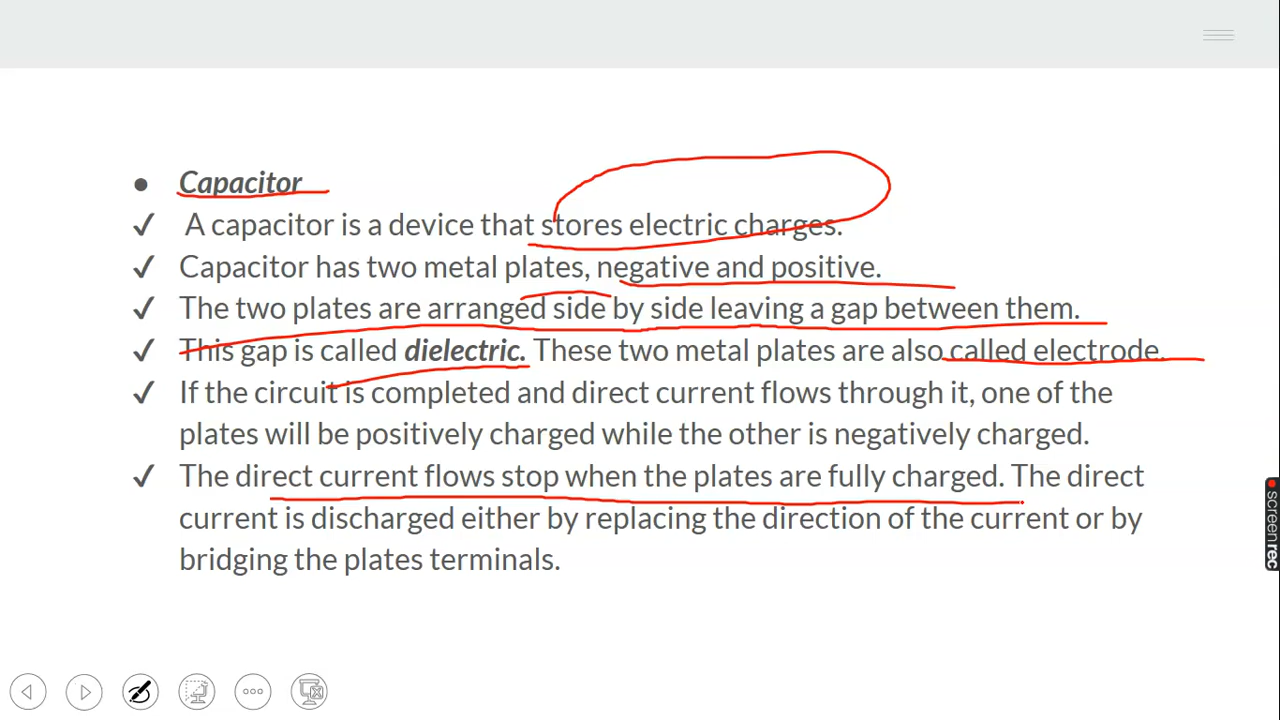 ● Capacitor
✓ A capacitor is a device that stores electric charges.
✓ Capacitor has two metal plates, negative and positive.
✓ The two plates are arranged side by side leaving a gap between them.
✓ This gap is called dielectric. These two metal plates are also called electrode.
✓ If the circuit is completed and direct current flows through it, one of the
plates will be positively charged while the other is negatively charged.
✓ The direct current flows stop when the plates are fully charged. The direct
current is discharged either by replacing the direction of the current or by
bridging the plates terminals.
screenrec